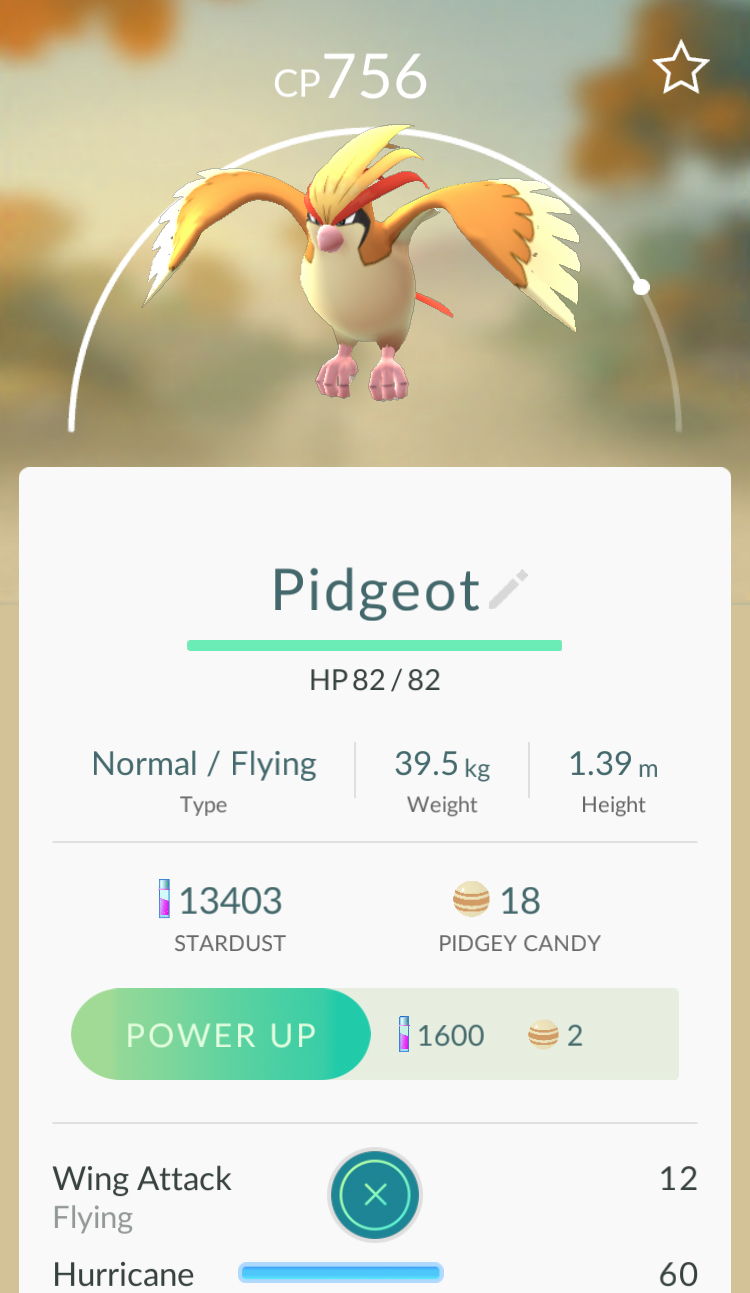 CP756
Pidgeot
HP 82 / 82
Normal / Flying 39.5 kg 1.39 m
Type Weight Height
13403 18
STARDUST PIDGEY CANDY
POWER UP 1600 2
Wing Attack 12
Flying
Hurricane 60